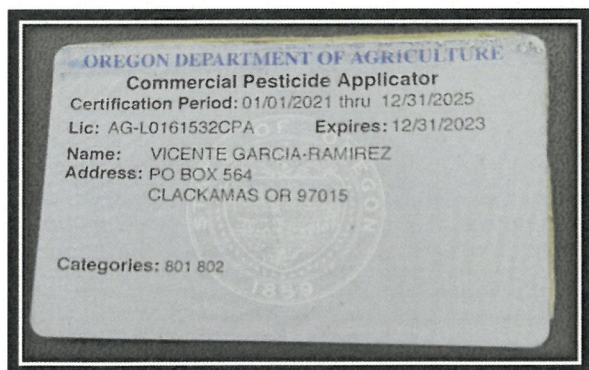 OREGON DEPARTMENT OF AGRICULTURE
Commercial Pesticide Applicator
Certification Period: 01/01/2021 thru 12/31/2025
Lic: AG-L0161532CPA Expires: 12/31/2023
Name: VICENTE GARCIA-RAMIREZ
Address: PO BOX 564
CLACKAMAS OR 97015
Categories: 801 802
1859